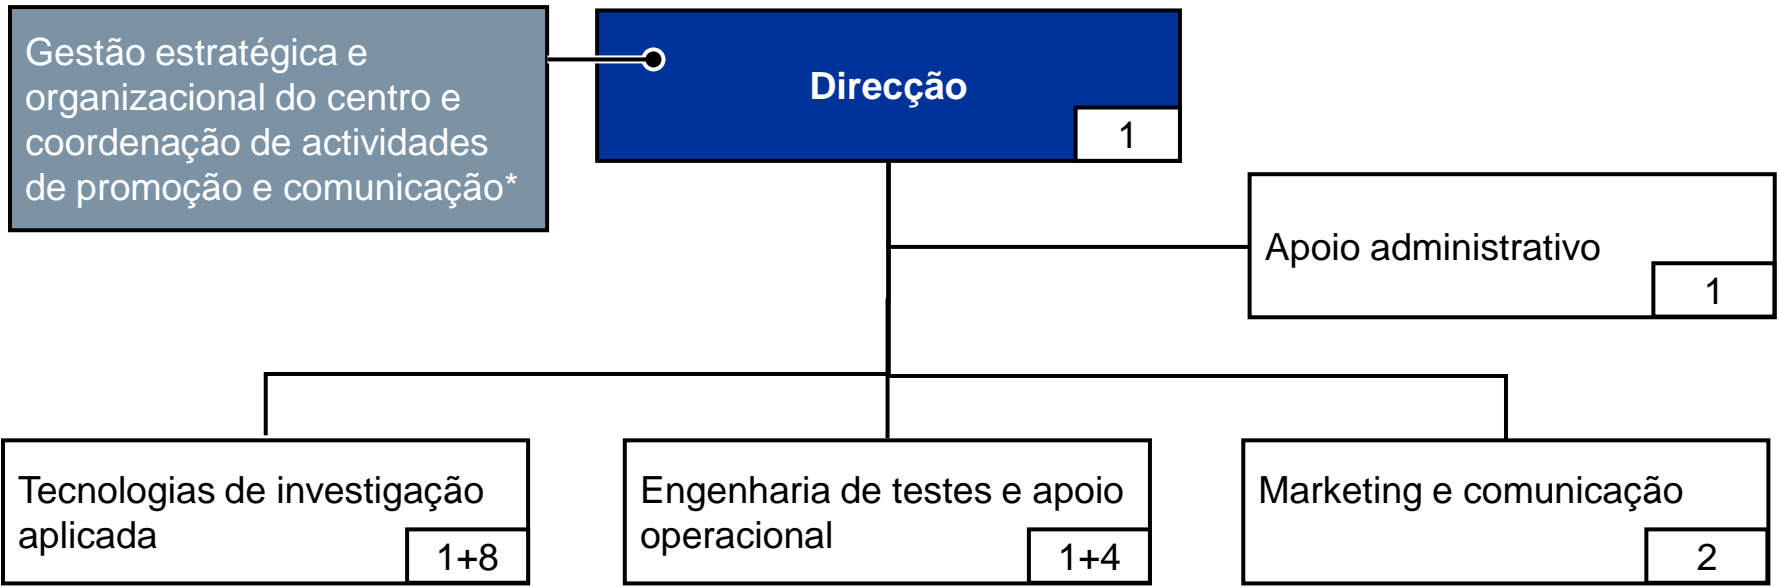 Gestão estratégica e
organizacional do centro e
coordenação de actividades
de promoção e comunicação*
Direcção
1
Apoio administrativo
1
Tecnologias de investigação
aplicada
1+8
Engenharia de testes e apoio
operacional
1+4
Marketing e comunicação
2